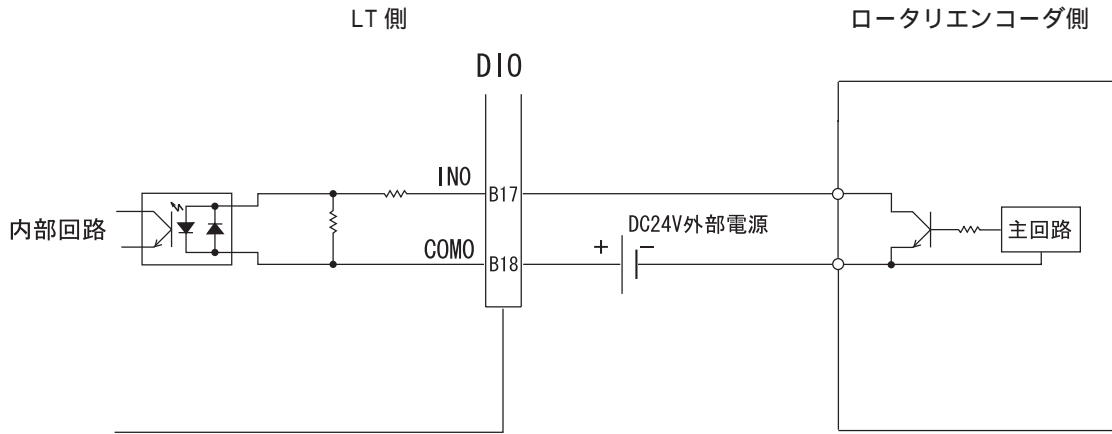 LT 側
ロータリエンコーダ側
DIO
IN0
B17
内部回路
DC24V外部電源
+
−
主回路
COM0
B18